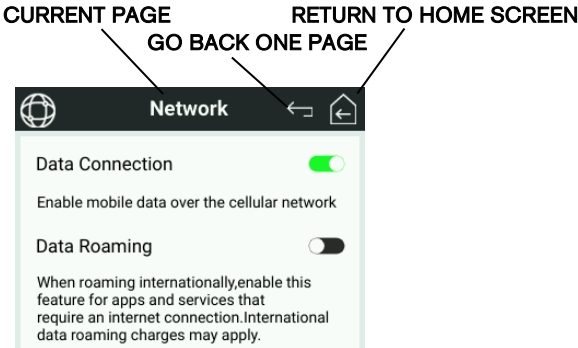 CURRENT PAGE
RETURN TO HOME SCREEN
GO BACK ONE PAGE
Network
Data Connection
Enable mobile data over the cellular network
Data Roaming
When roaming internationally,enable this
feature for apps and services that
require an internet connection.International
data roaming charges may apply.